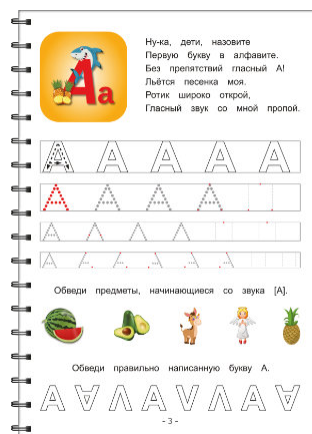 Аа
Ну-ка, дети, назовите
Первую букву в алфавите.
Без препятствий гласный А!
Льётся песенка моя.
Ротик широко открой,
Гласный звук со мной пропой.
А А А А А
А А А А
А А А А
А А А А А А
Обведи предметы, начинающиеся со звука [А].
Обведи правильно написанную букву А.
А ∀ Λ А V Λ А А ∀
- 3 -